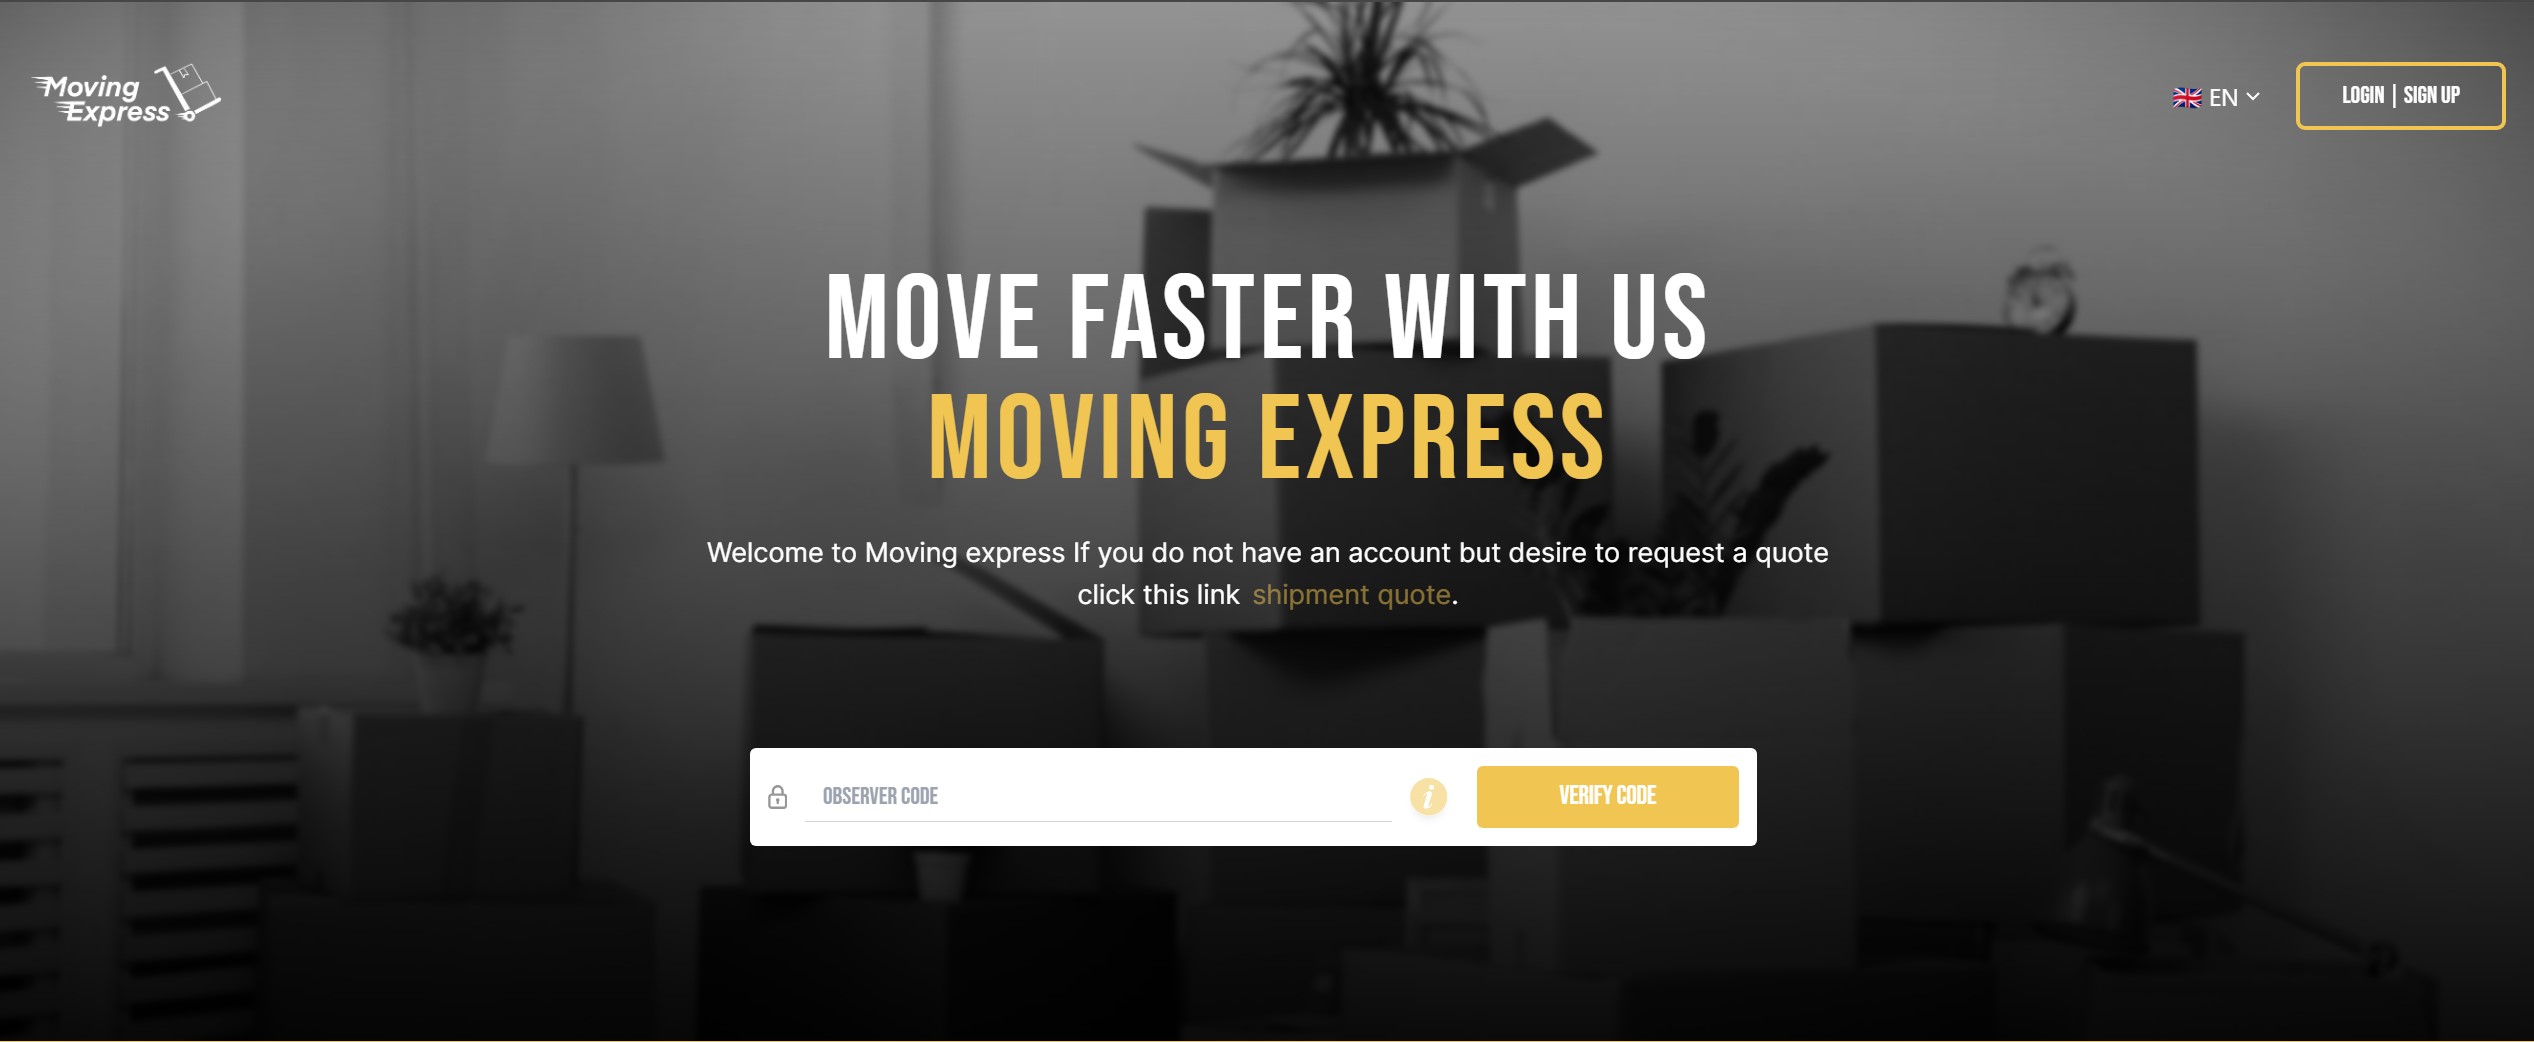 Moving
Express
EN
LOGIN | SIGN UP
MOVE FASTER WITH US
MOVING EXPRESS
Welcome to Moving express If you do not have an account but desire to request a quote
click this link shipment quote.
OBSERVER CODE
i
VERIFY CODE